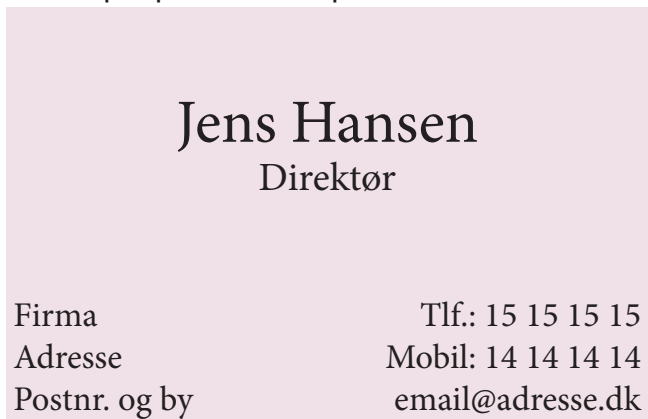 Jens Hansen
Direktør
Firma
Adresse
Postnr. og by
Tlf.: 15 15 15 15
Mobil: 14 14 14 14
email@adresse.dk